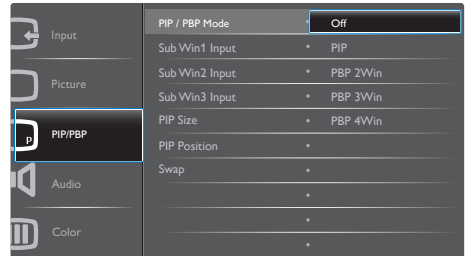 PIP / PBP Mode • Off
Input
Sub Win1 Input • PIP
Sub Win2 Input • PBP 2Win
Picture
Sub Win3 Input • PBP 3Win
PIP Size • PBP 4Win
P PIP/PBP
PIP Position •
Swap •
Audio
•
•
Color
•